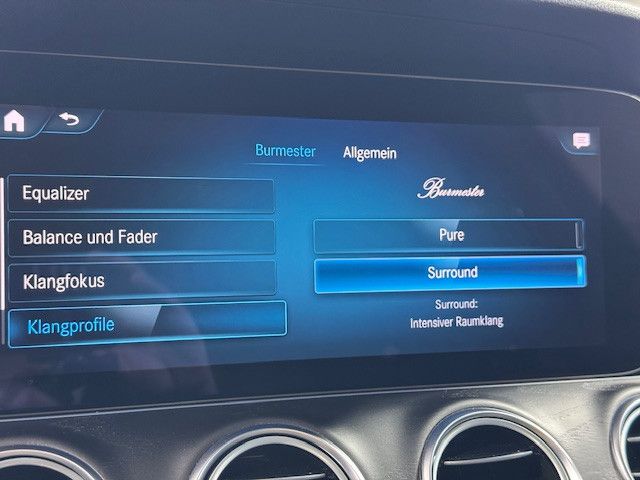 Burmester Allgemein
Equalizer
Balance und Fader
Klangfokus
Klangprofile
Burmester
Pure
Surround
Surround:
Intensiver Raumklang